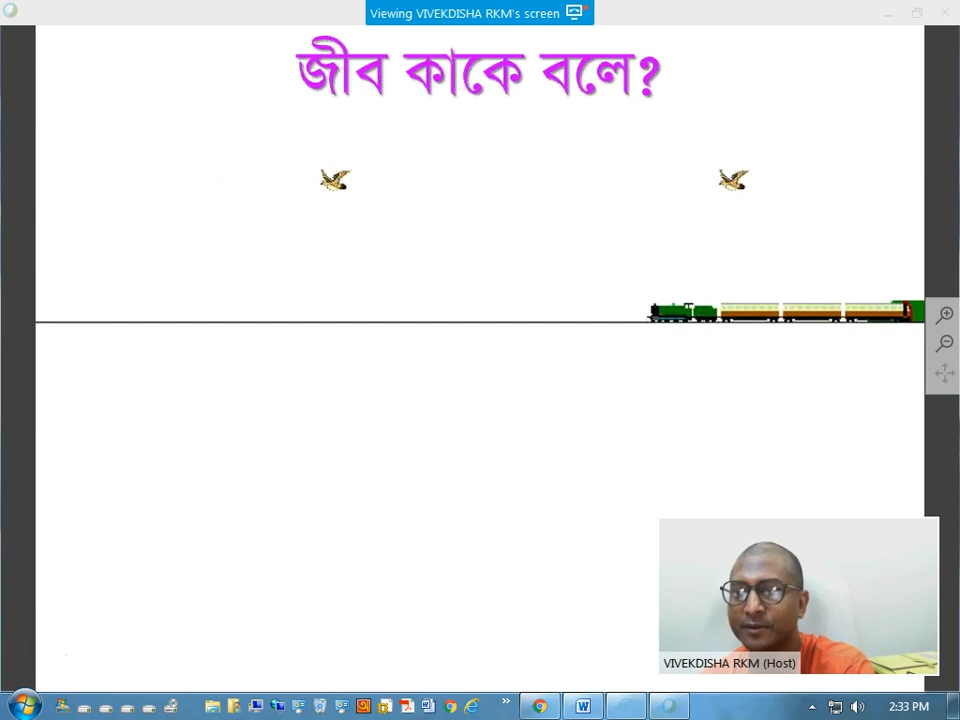 Viewing VIVEKDISHA RKM's screen
জীব কাকে বলে?
VIVEKDISHA RKM (Host)
2:33 PM